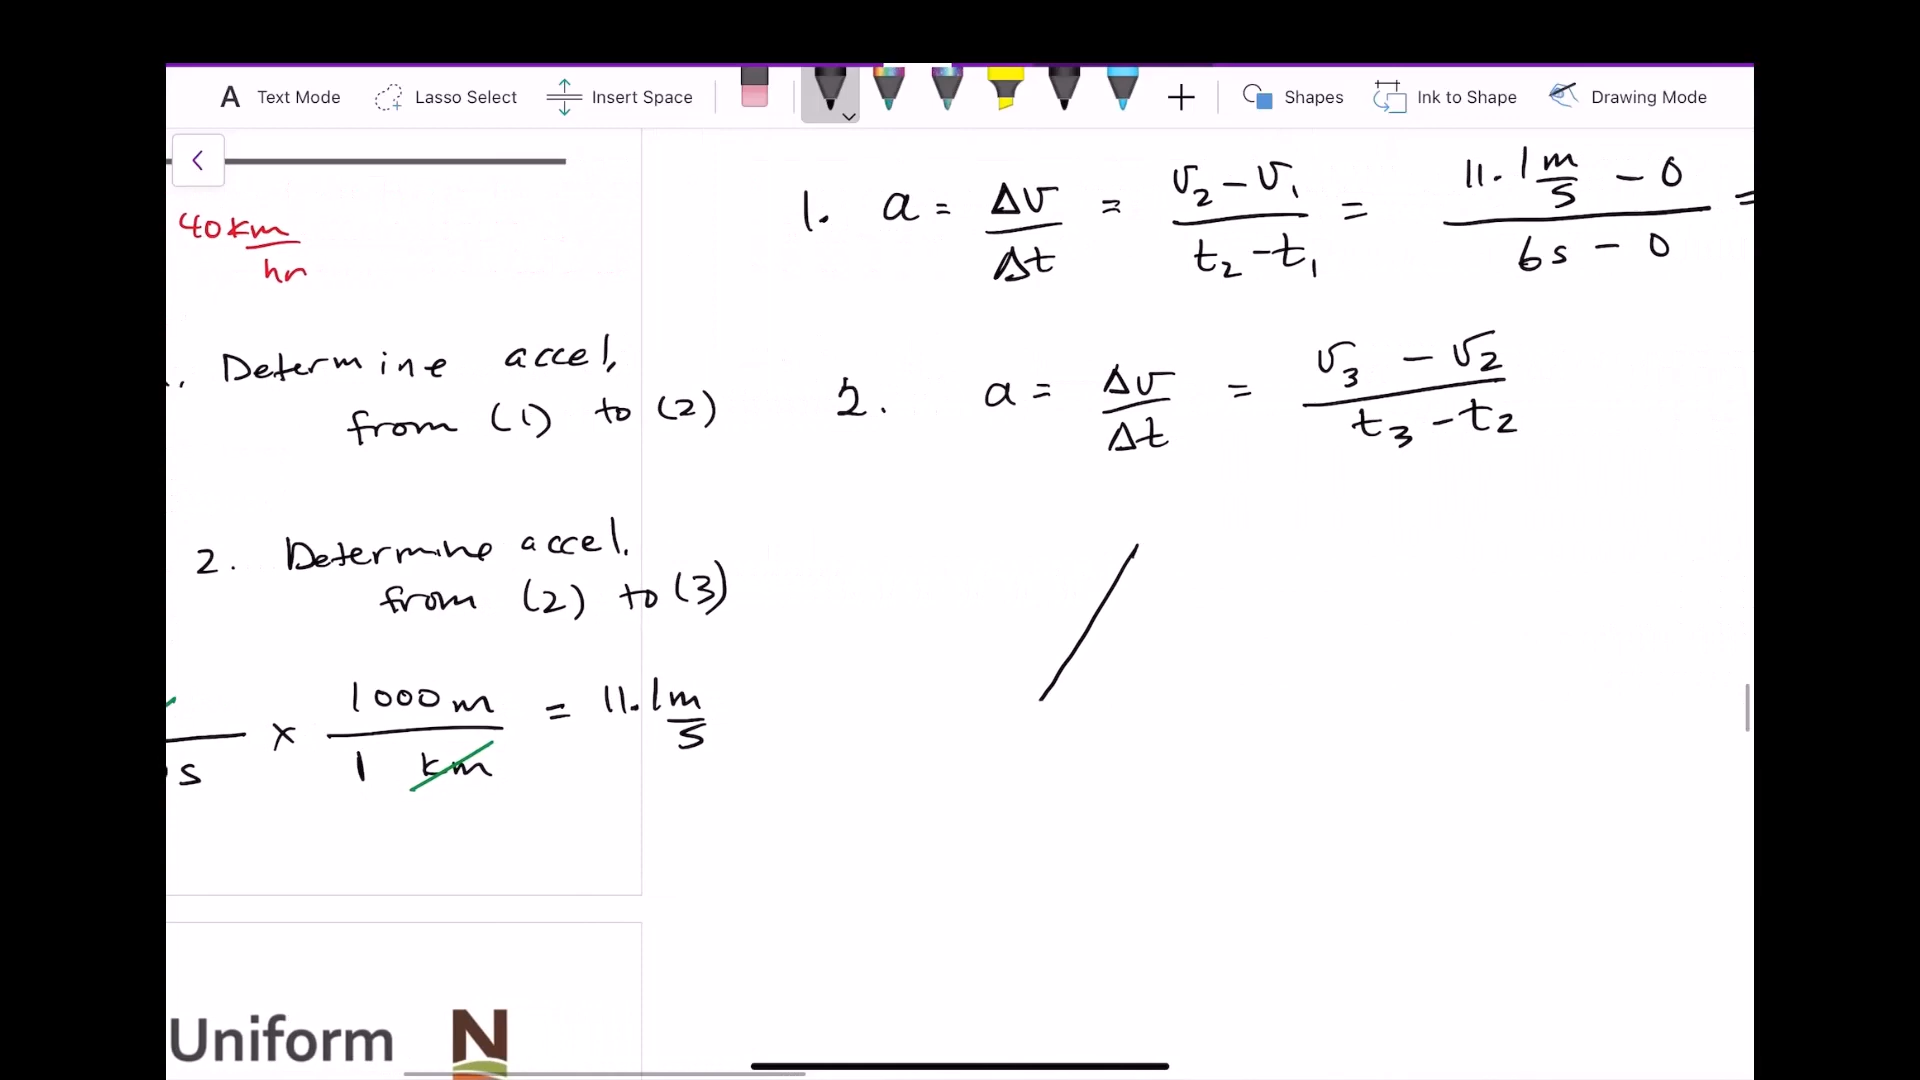 A Text Mode Lasso Select Insert Space Shapes Ink to Shape Drawing Mode
40 km/hr
. Determine accel.
from (1) to (2)
2. Determine accel.
from (2) to (3)
s × 1000 m / 1 km = 11.1 m/s
1. a = Δv/Δt = v₂ - v₁ / t₂ - t₁ = 11.1 m/s - 0 / 6s - 0 =
2. a = Δv/Δt = v₃ - v₂ / t₃ - t₂
Uniform N